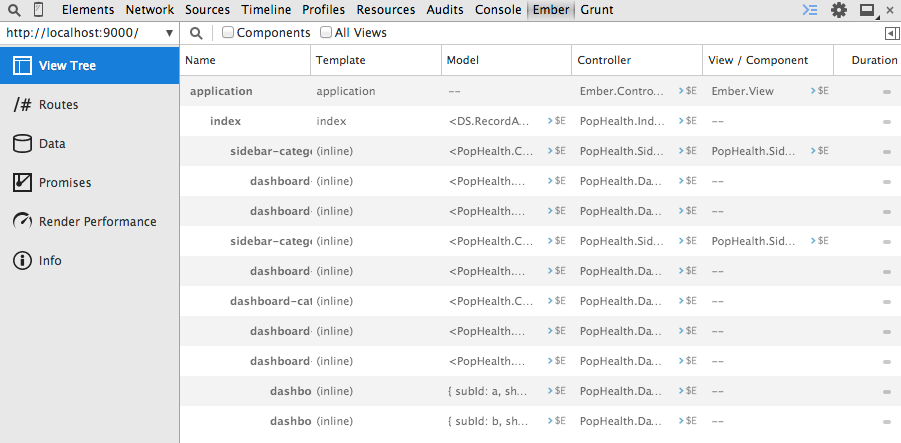 Elements Network Sources Timeline Profiles Resources Audits Console Ember Grunt
http://localhost:9000/ ▼ Components All Views
View Tree
Routes
Data
Promises
Render Performance
Info
Name Template Model Controller View / Component Duration
application application -- Ember.Contro... >$E Ember.View >$E
index index <DS.RecordA... >$E PopHealth.Ind... >$E --
sidebar-catego (inline) <PopHealth.C... >$E PopHealth.Sid... >$E PopHealth.Sid... >$E
dashboard- (inline) <PopHealth.... >$E PopHealth.Da... >$E --
dashboard- (inline) <PopHealth.... >$E PopHealth.Da... >$E --
sidebar-catego (inline) <PopHealth.C... >$E PopHealth.Sid... >$E PopHealth.Sid... >$E
dashboard- (inline) <PopHealth.... >$E PopHealth.Da... >$E --
dashboard-cat (inline) <PopHealth.C... >$E PopHealth.Da... >$E --
dashboard- (inline) <PopHealth.... >$E PopHealth.Da... >$E --
dashboard- (inline) <PopHealth.... >$E PopHealth.Da... >$E --
dashbo (inline) { subId: a, sh... >$E PopHealth.Da... >$E --
dashbo (inline) { subId: b, sh... >$E PopHealth.Da... >$E --